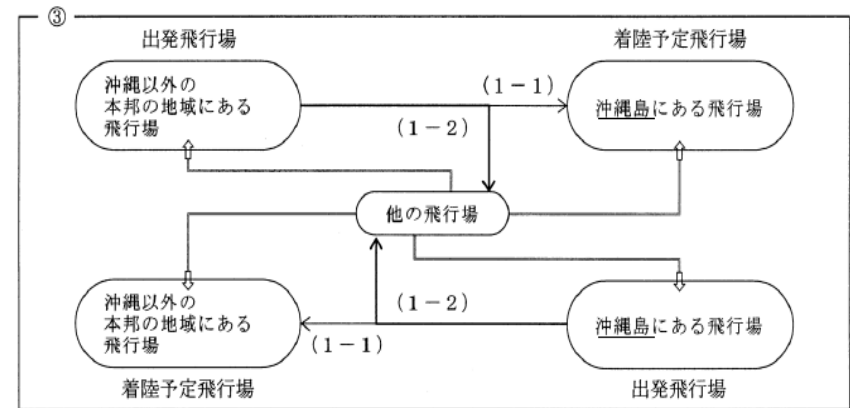 ③
出発飛行場
着陸予定飛行場
沖縄以外の
本邦の地域にある
飛行場
(1-1)
(1-2)
沖縄島にある飛行場
他の飛行場
沖縄以外の
本邦の地域にある
飛行場
(1-2)
(1-1)
沖縄島にある飛行場
着陸予定飛行場
出発飛行場